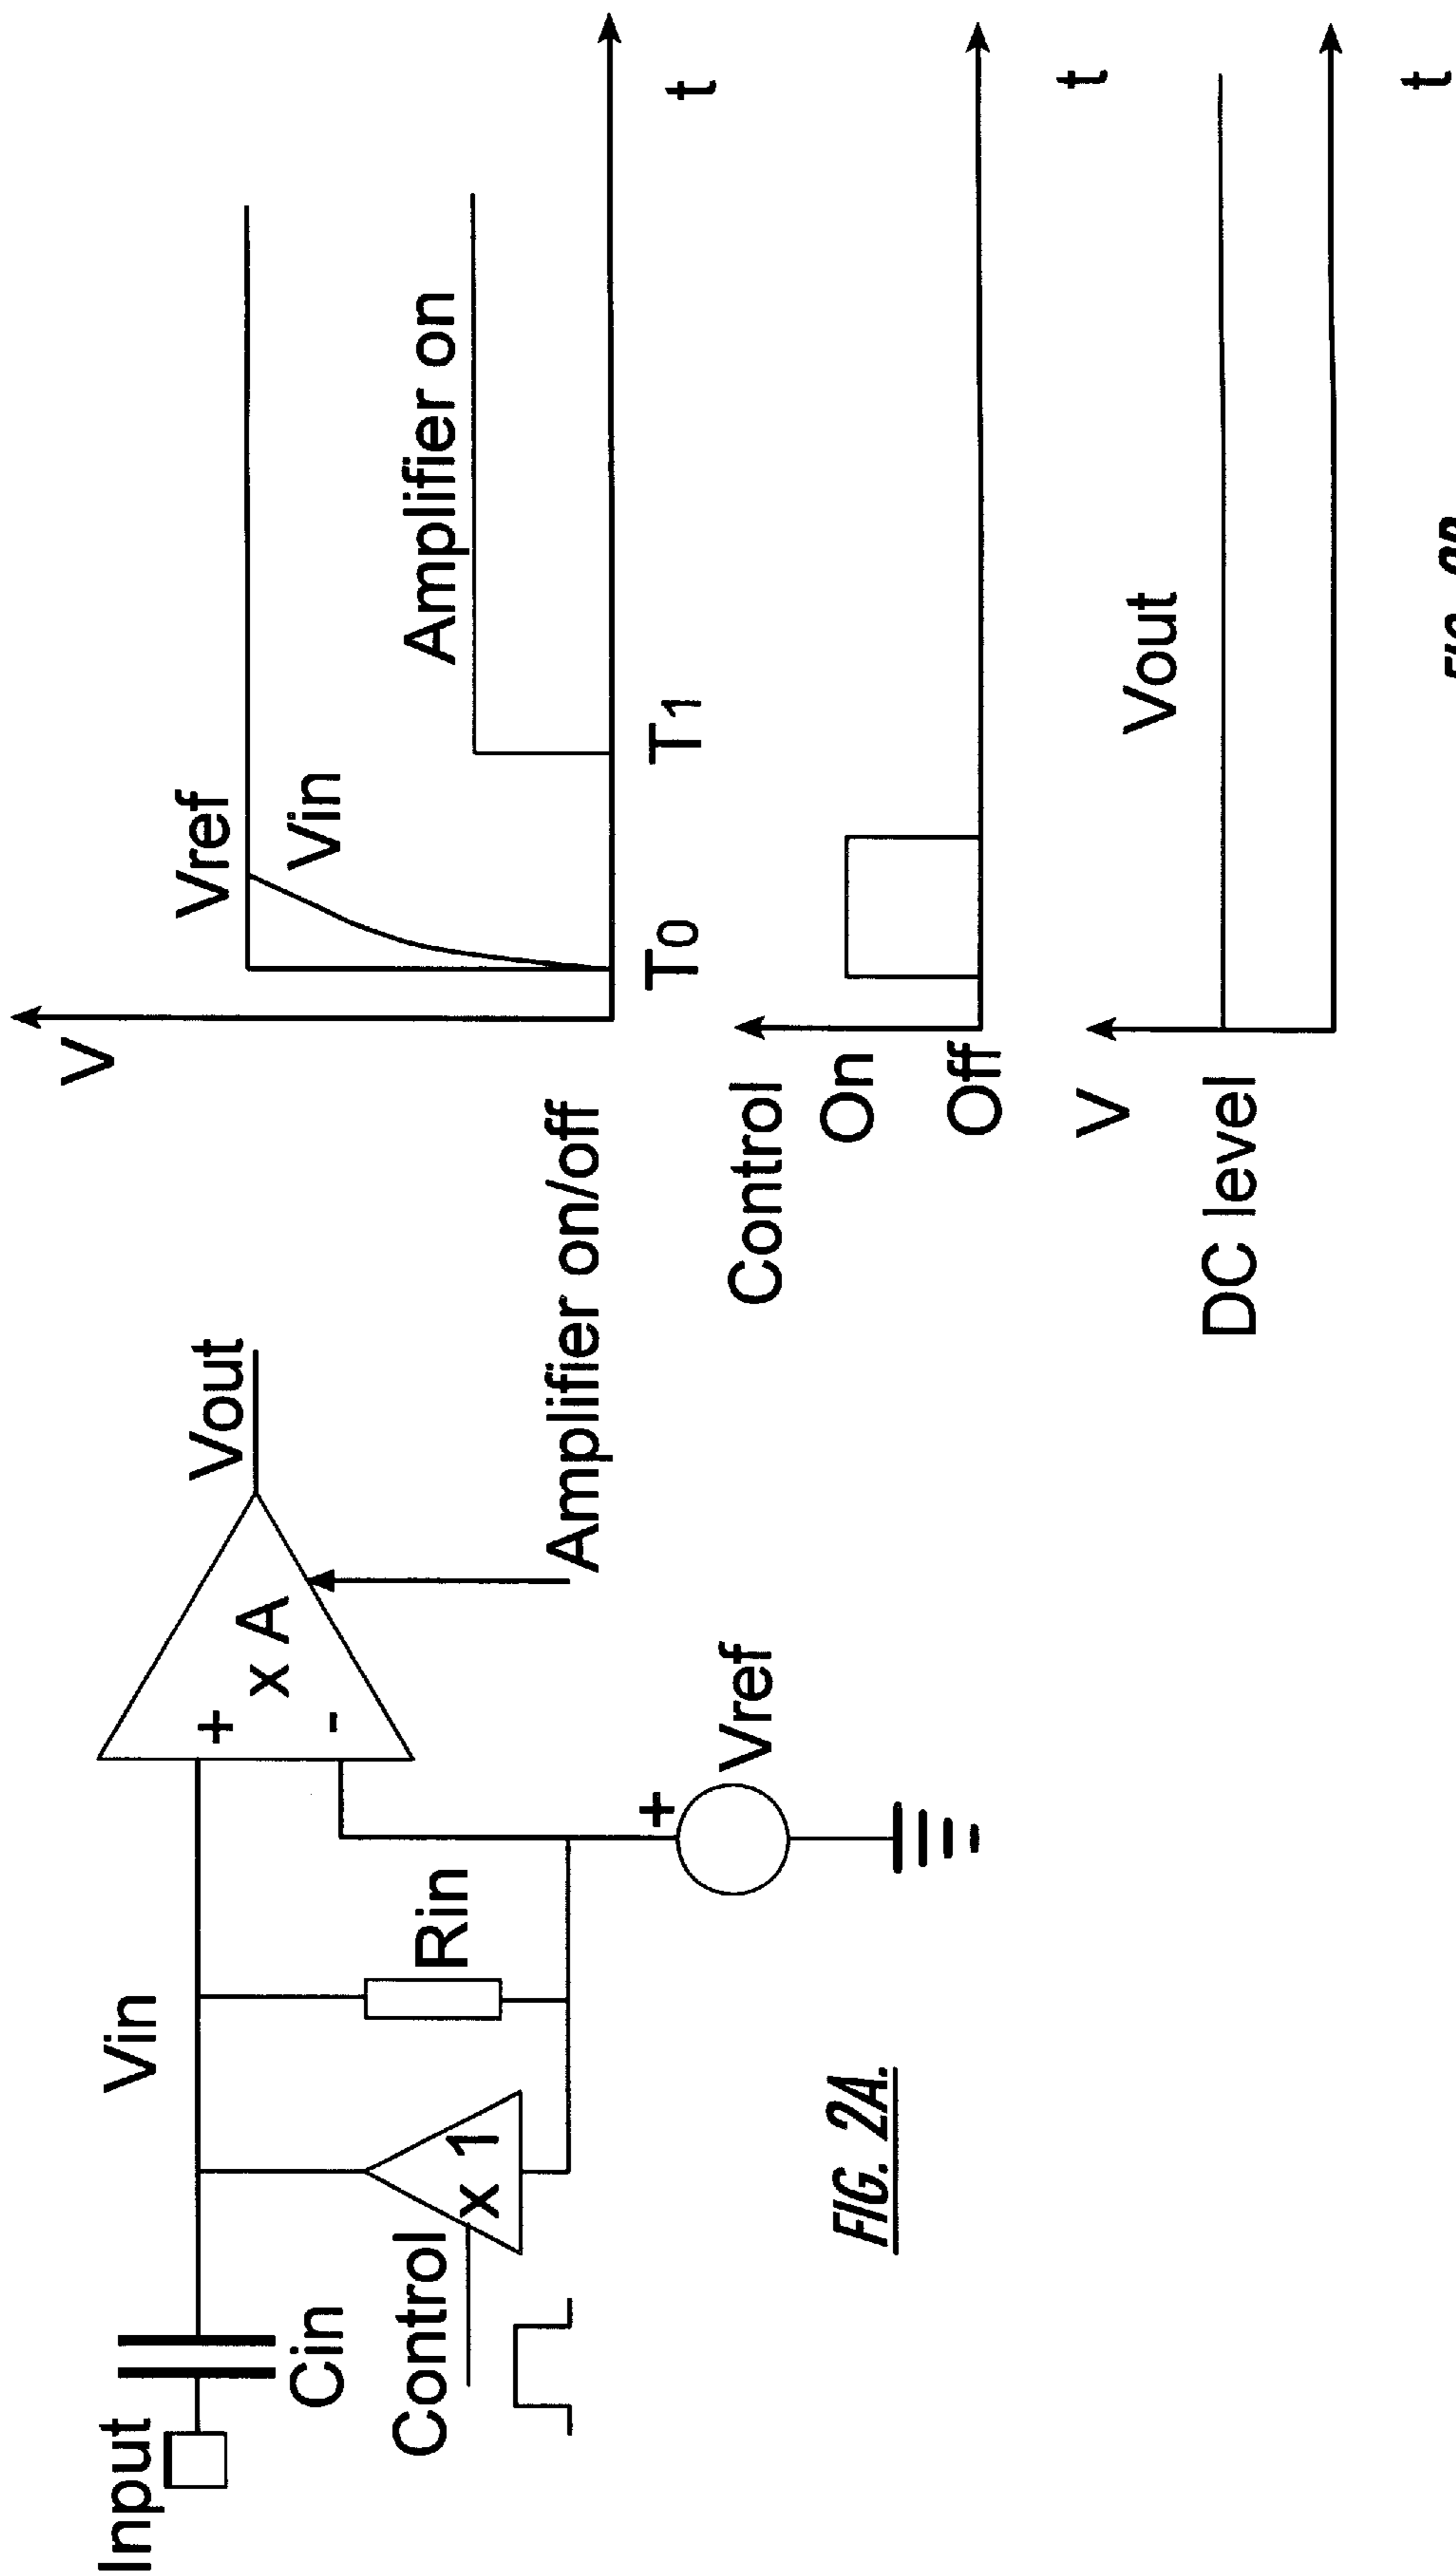 Input
Cin
Vin
Control
x 1
Rin
+
-
x A
Vout
Amplifier on/off
+
Vref
FIG. 2A.
V
Vref
Vin
Amplifier on
T0
T1
t
Control
On
Off
t
V
DC level
Vout
t